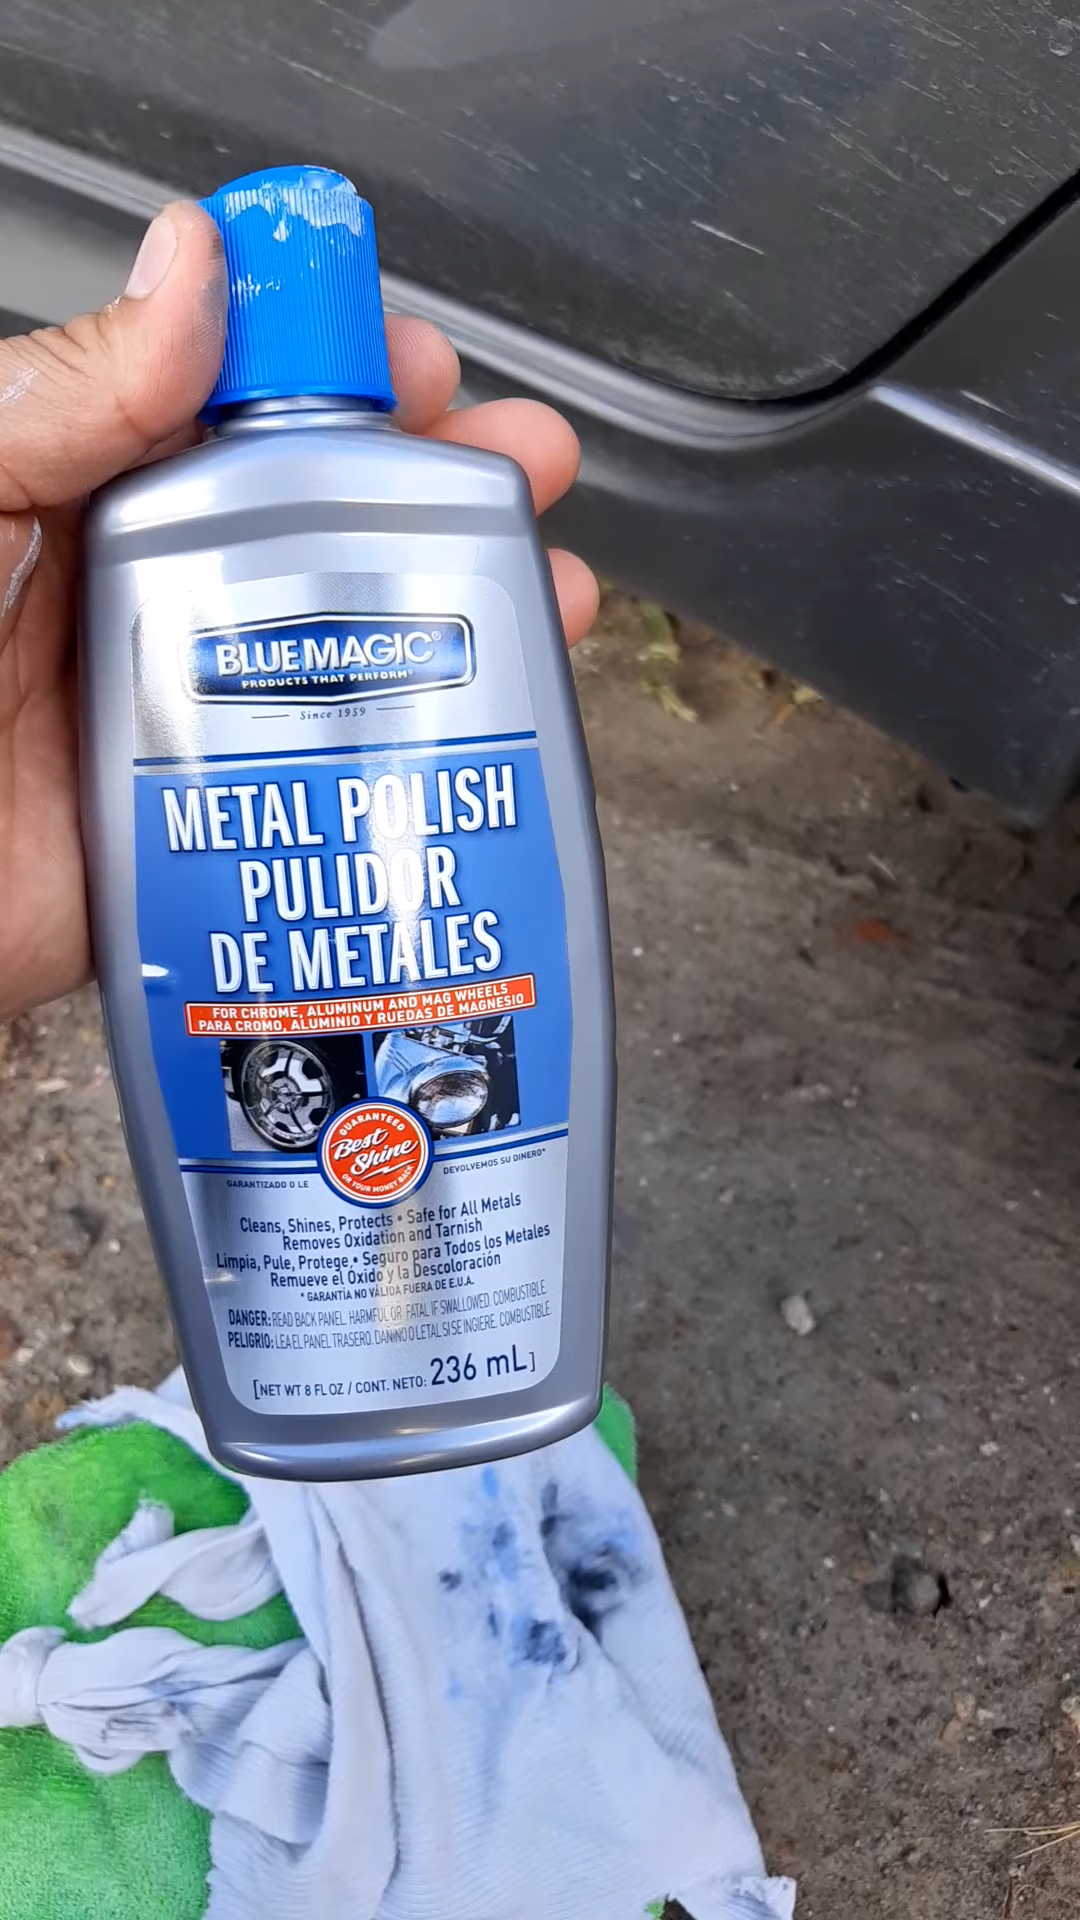 BLUE MAGIC®
PRODUCTS THAT PERFORM®
Since 1959
METAL POLISH
PULIDOR
DE METALES
FOR CHROME, ALUMINUM AND MAG WHEELS
PARA CROMO, ALUMINIO Y RUEDAS DE MAGNESIO
GUARANTEED
Best
Shine
OR YOUR MONEY BACK
GARANTIZADO O LE
DEVOLVEMOS SU DINERO*
Cleans, Shines, Protects • Safe for All Metals
Removes Oxidation and Tarnish
Limpia, Pule, Protege • Seguro para Todos los Metales
Remueve el Óxido y la Descoloración
* GARANTÍA NO VÁLIDA FUERA DE E.U.A.
DANGER: READ BACK PANEL. HARMFUL OR FATAL IF SWALLOWED. COMBUSTIBLE.
PELIGRIO: LEA EL PANEL TRASERO. DANINO O LETAL SI SE INGIERE. COMBUSTIBLE.
[NET WT 8 FL OZ / CONT. NETO: 236 mL]